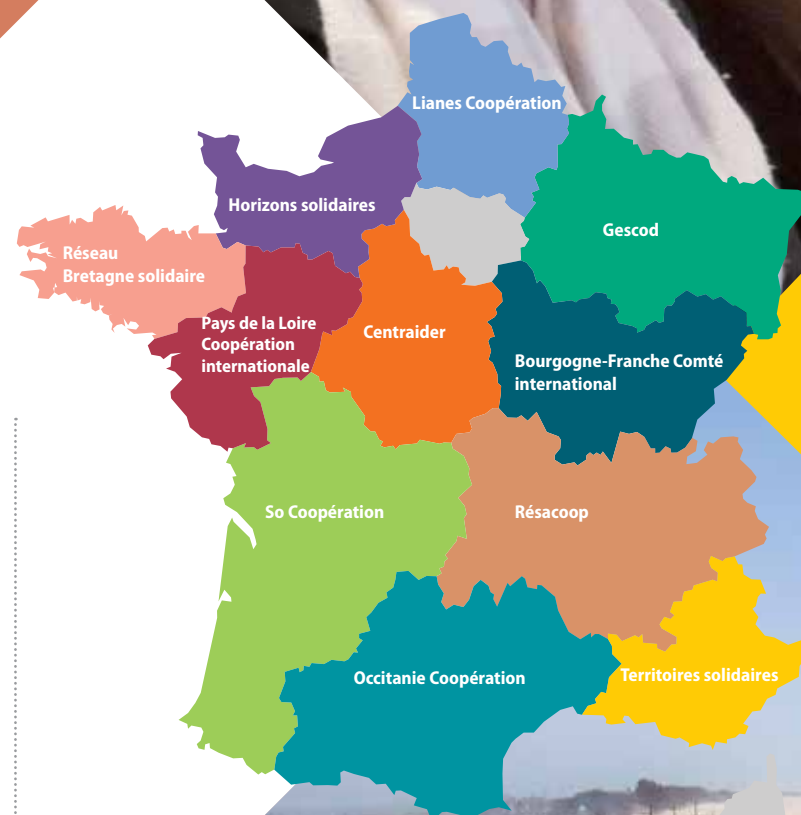 Lianes Coopération
Horizons solidaires
Gescod
Réseau
Bretagne solidaire
Pays de la Loire
Coopération
internationale
Centraider
Bourgogne-Franche Comté
international
So Coopération
Résacoop
Occitanie Coopération
Territoires solidaires